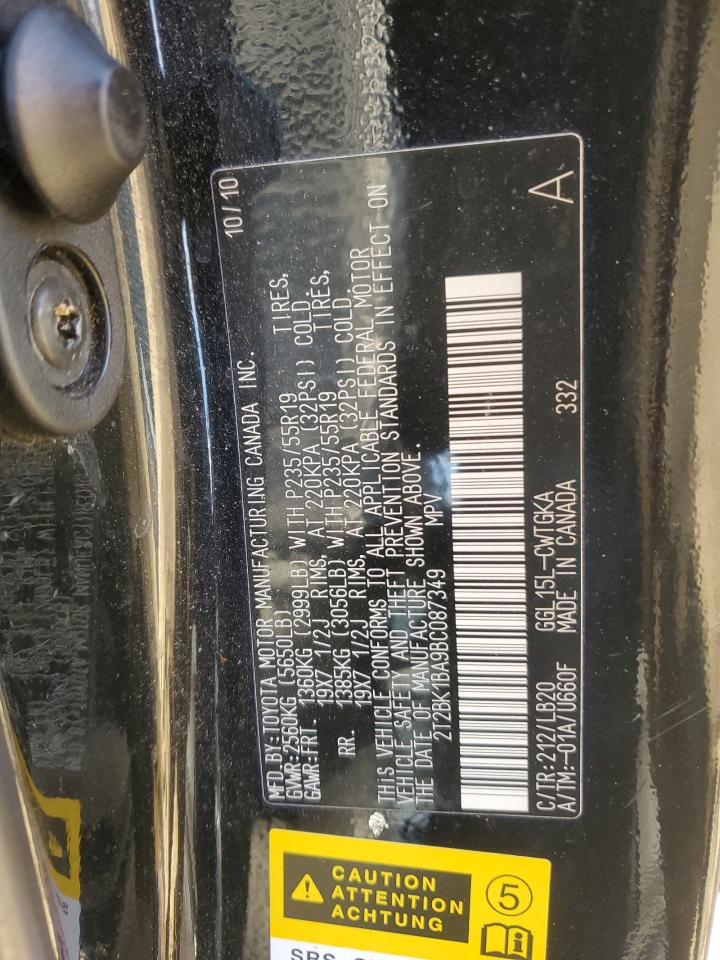 MFD.BY:TOYOTA MOTOR MANUFACTURING CANADA INC. 10/10
GVWR:2560KG (5650LB)
GAWR:FRT. 1360KG (2999LB) WITH P235/55R19 TIRES,
19X7 1/2J RIMS, AT 220KPA (32PSI) COLD
RR. 1385KG (3056LB) WITH P235/55R19 TIRES,
19X7 1/2J RIMS, AT 220KPA (32PSI) COLD.
THIS VEHICLE CONFORMS TO ALL APPLICABLE FEDERAL MOTOR
VEHICLE SAFETY AND THEFT PREVENTION STANDARDS IN EFFECT ON
THE DATE OF MANUFACTURE SHOWN ABOVE.
2T2BK1BA9BC087349 MPV
C/TR:212/LB20 GGL15L-CWTGKA 332
A/TM:-01A/U660F MADE IN CANADA
A
CAUTION
ATTENTION
ACHTUNG
5